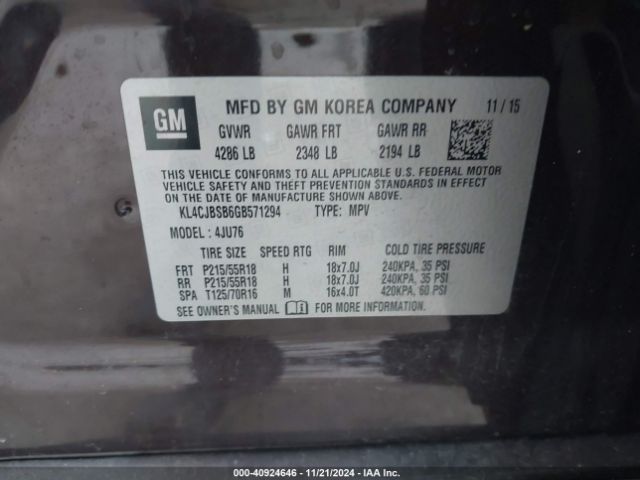 GM
MFD BY GM KOREA COMPANY 11 / 15
GVWR GAWR FRT GAWR RR
4286 LB 2348 LB 2194 LB
THIS VEHICLE CONFORMS TO ALL APPLICABLE U.S. FEDERAL MOTOR
VEHICLE SAFETY AND THEFT PREVENTION STANDARDS IN EFFECT
ON THE DATE OF MANUFACTURE SHOWN ABOVE.
KL4CJBSB6GB571294 TYPE: MPV
MODEL : 4JU76
TIRE SIZE SPEED RTG RIM COLD TIRE PRESSURE
FRT P215/55R18 H 18x7.0J 240KPA, 35 PSI
RR P215/55R18 H 18x7.0J 240KPA, 35 PSI
SPA T125/70R16 M 16x4.0T 420KPA, 60 PSI
SEE OWNER'S MANUAL FOR MORE INFORMATION.
000-40924646 - 11/21/2024 - IAA Inc.